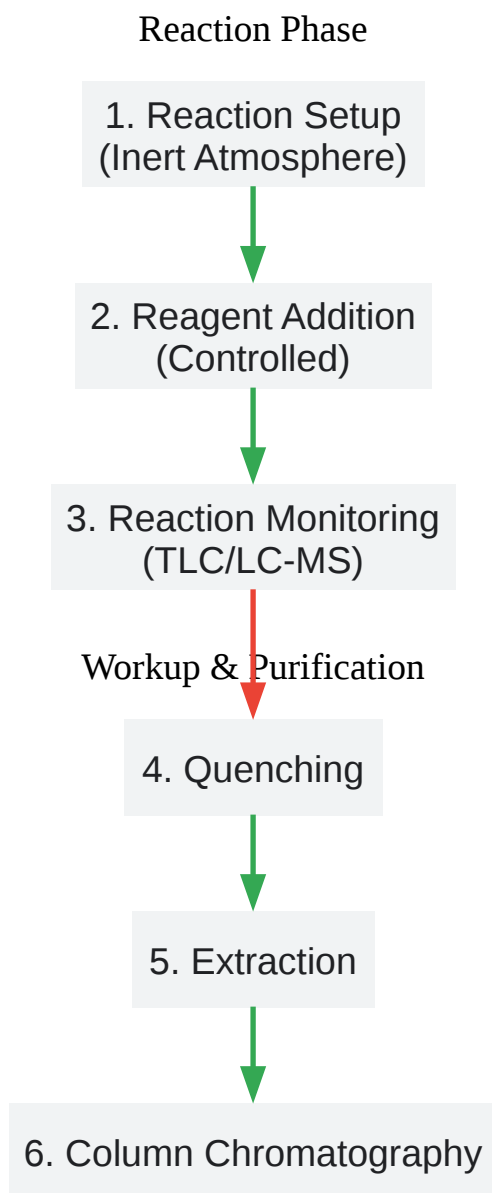 Reaction Phase
1. Reaction Setup
(Inert Atmosphere)
2. Reagent Addition
(Controlled)
3. Reaction Monitoring
(TLC/LC-MS)
Workup & Purification
4. Quenching
5. Extraction
6. Column Chromatography